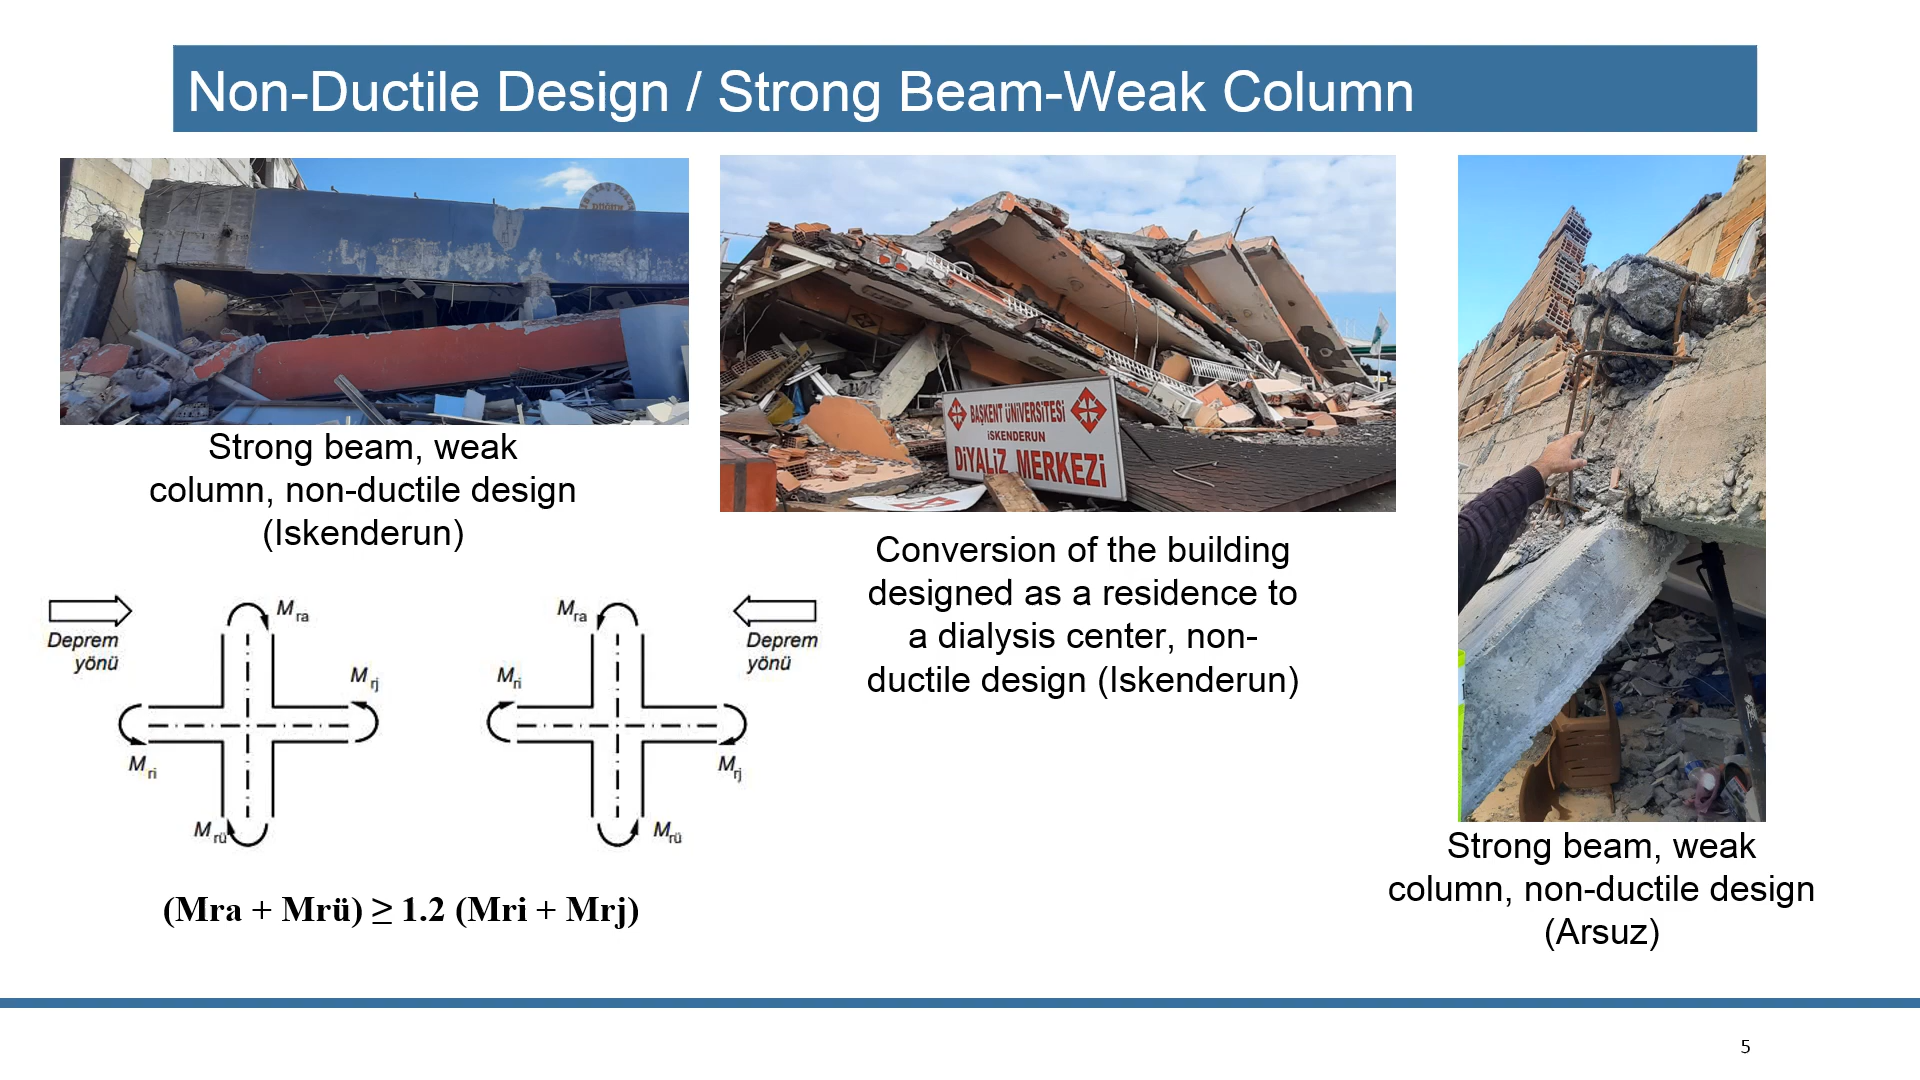 Non-Ductile Design / Strong Beam-Weak Column
DÜĞÜN
BAŞKENT ÜNİVERSİTESİ
İSKENDERUN
DİYALİZ MERKEZİ
Strong beam, weak
column, non-ductile design
(Iskenderun)
Conversion of the building
designed as a residence to
a dialysis center, non-
ductile design (Iskenderun)
Deprem
yönü
Mra
Mrj
Mri
Mrü
Mra
Deprem
yönü
Mri
Mrj
Mrü
(Mra + Mrü) ≥ 1.2 (Mri + Mrj)
Strong beam, weak
column, non-ductile design
(Arsuz)
5